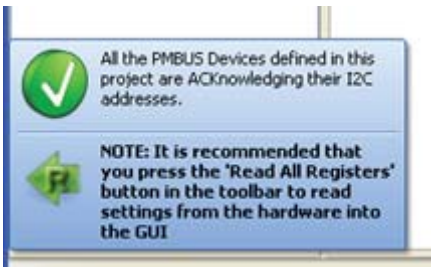 All the PMBUS Devices defined in this
project are ACKnowledging their I2C
addresses.
NOTE: It is recommended that
you press the 'Read All Registers'
button in the toolbar to read
settings from the hardware into
the GUI
R